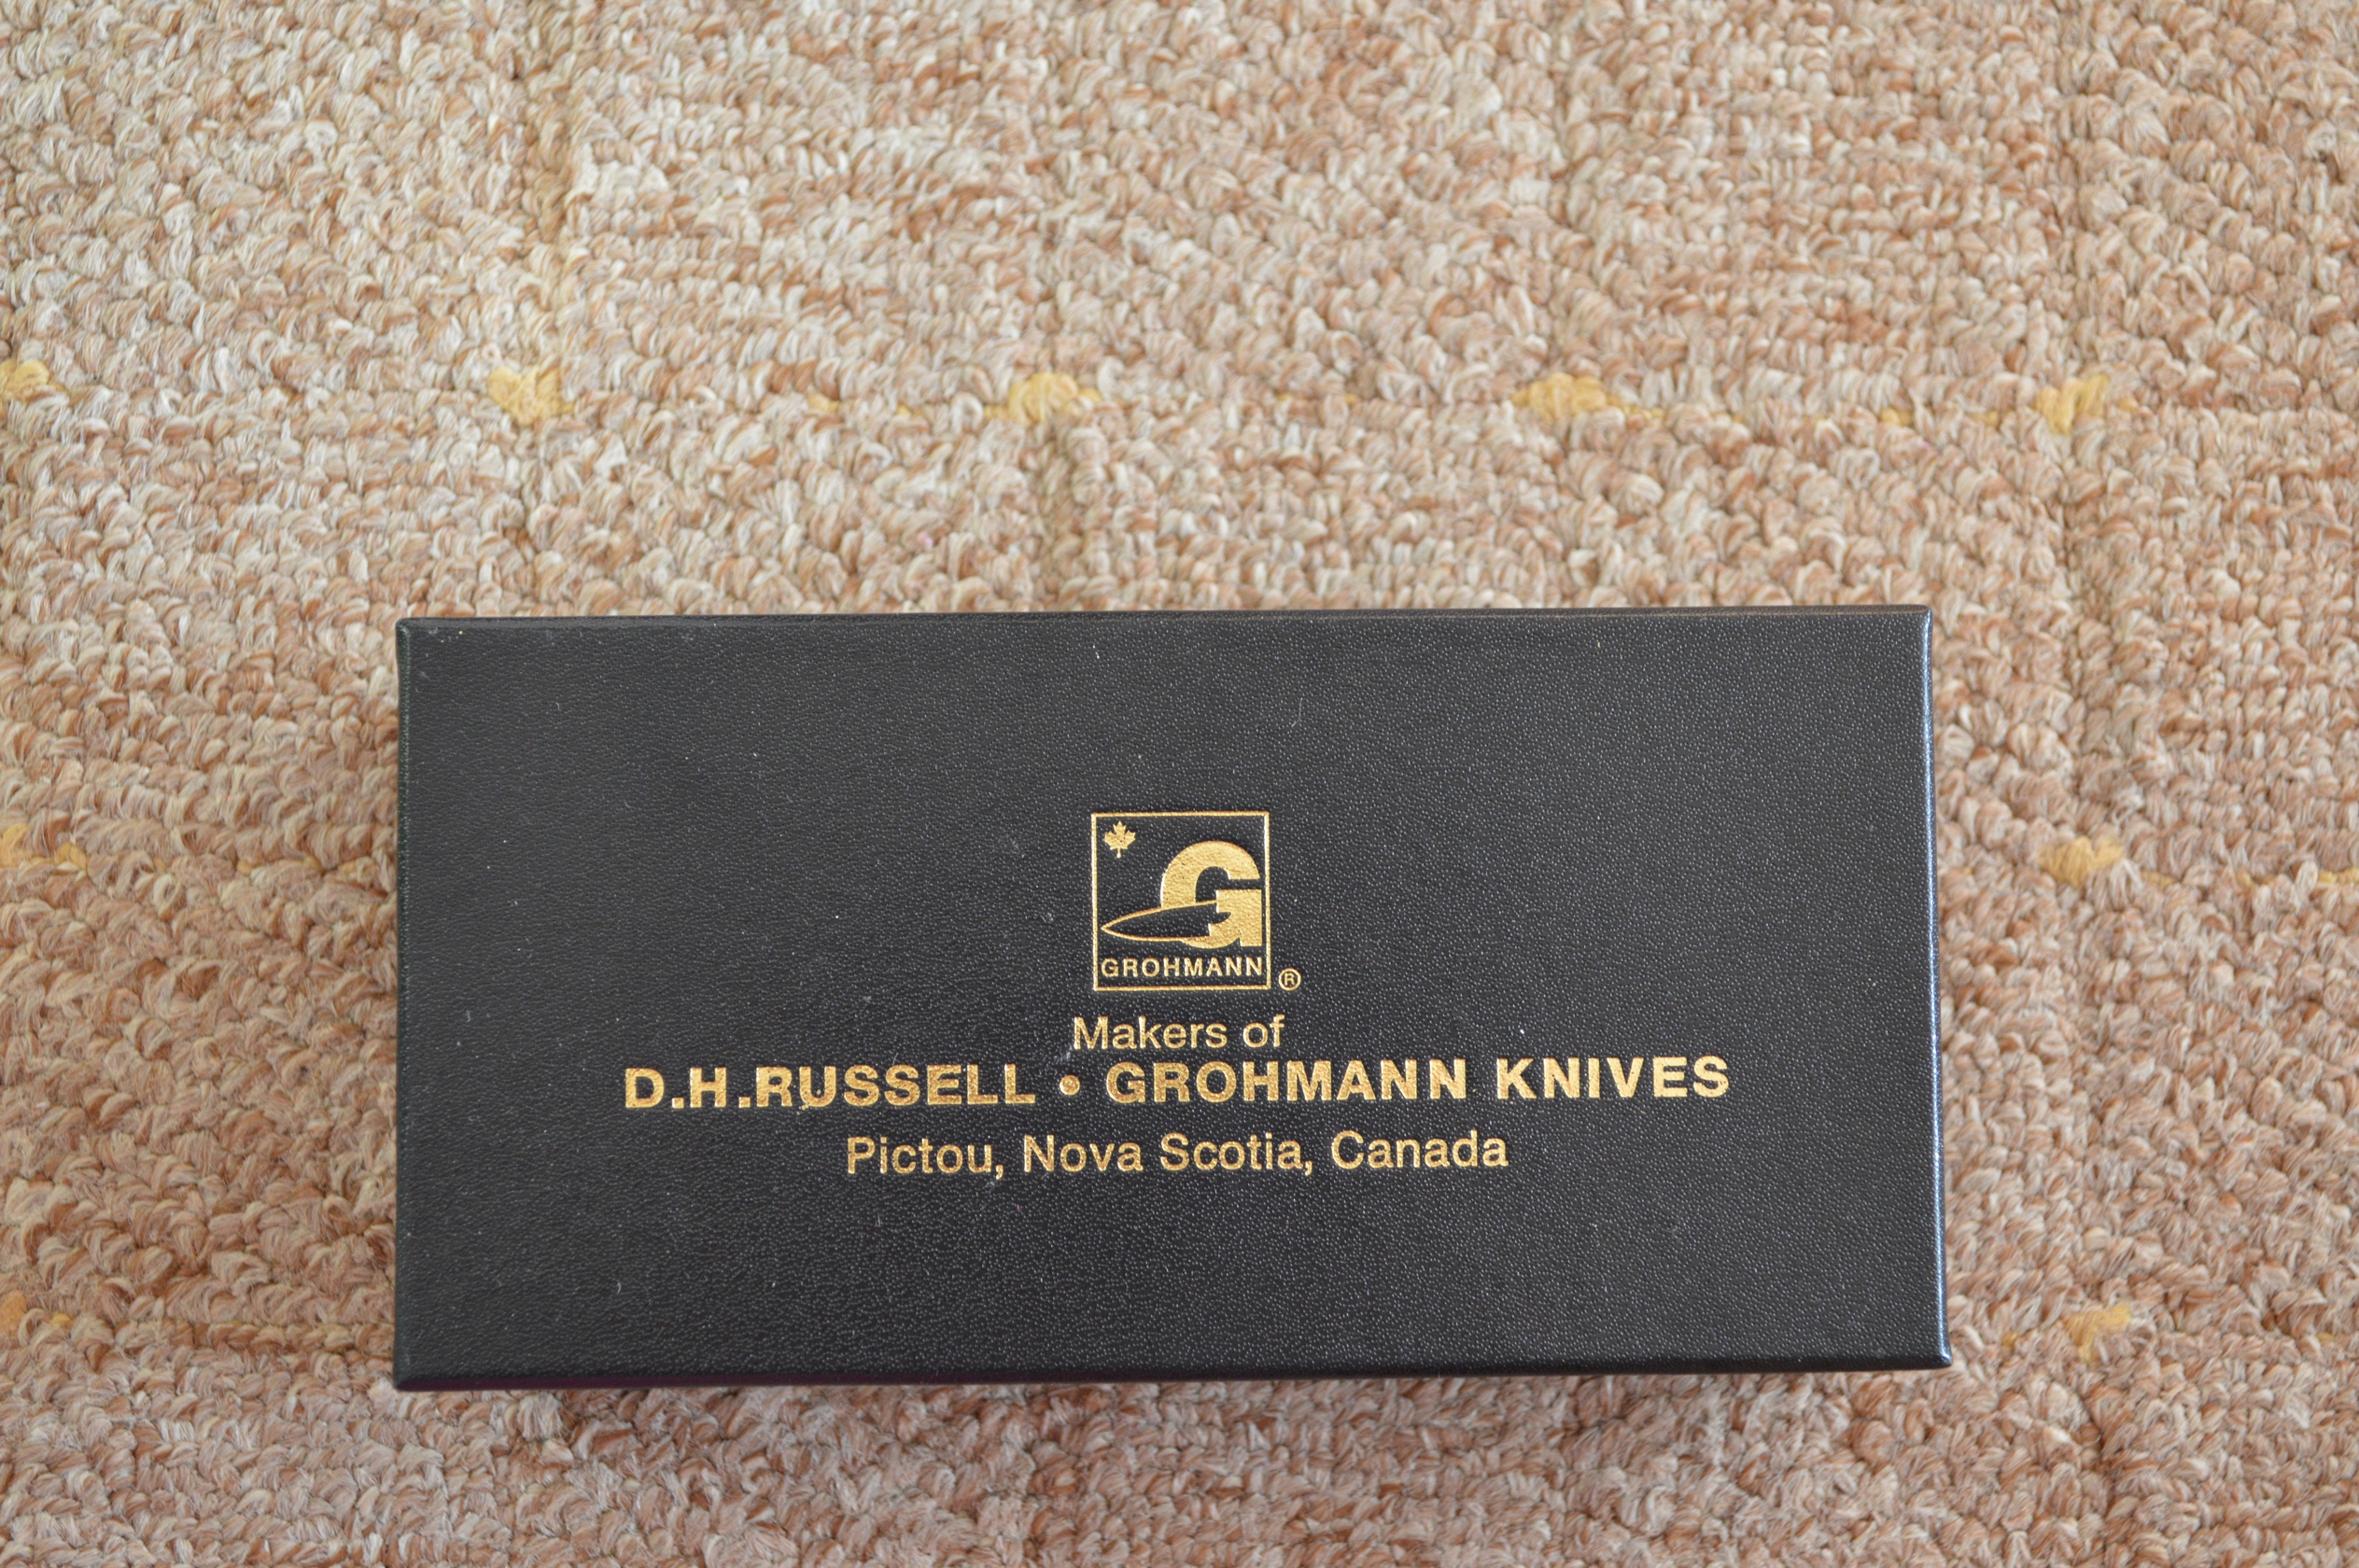 G
GROHMANN ®
Makers of
D.H.RUSSELL • GROHMANN KNIVES
Pictou, Nova Scotia, Canada